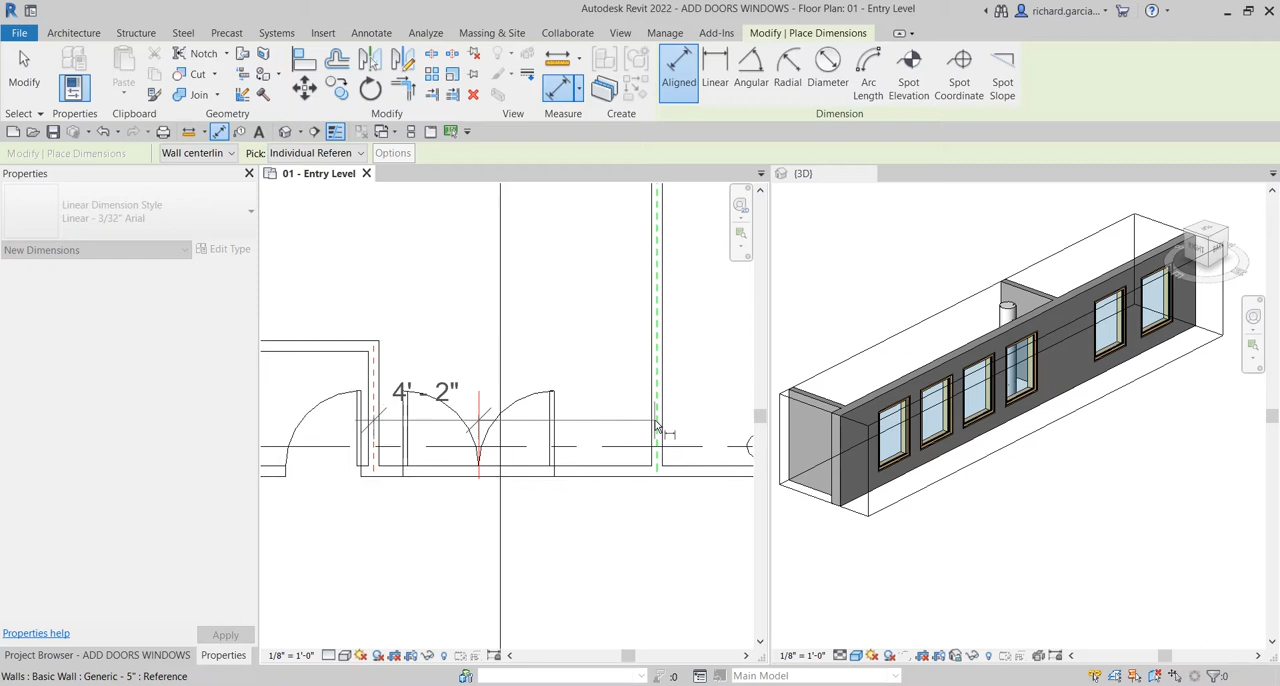 Autodesk Revit 2022 - ADD DOORS WINDOWS - Floor Plan: 01 - Entry Level
richard.garcia...
File Architecture Structure Steel Precast Systems Insert Annotate Analyze Massing & Site Collaborate View Manage Add-Ins Modify | Place Dimensions
Modify Paste Notch Cut Join Aligned Linear Angular Radial Diameter Arc Length Spot Elevation Spot Coordinate Spot Slope
Select Properties Clipboard Geometry Modify View Measure Create Dimension
Modify | Place Dimensions Wall centerlin Pick: Individual Referen Options
Properties
01 - Entry Level
{3D}
Linear Dimension Style
Linear - 3/32" Arial
New Dimensions Edit Type
4' - 2"
Properties help Apply
Project Browser - ADD DOORS WINDOWS Properties
1/8" = 1'-0"
1/8" = 1'-0"
Walls : Basic Wall : Generic - 5" : Reference
:0
Main Model
:0